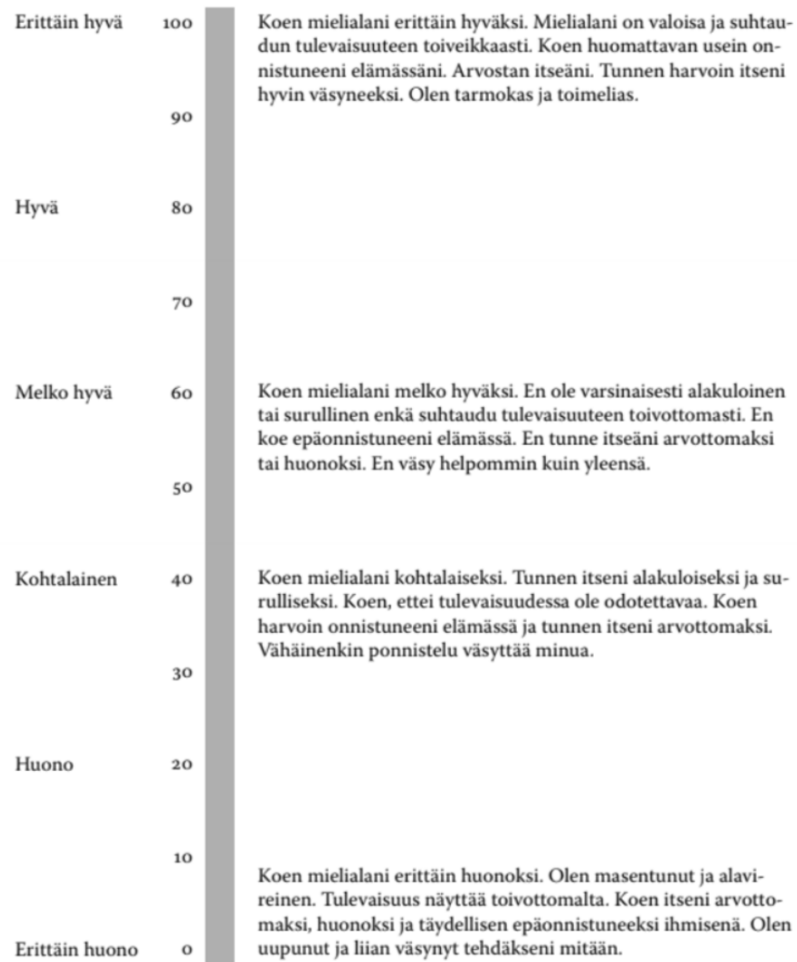 Erittäin hyvä 100 Koen mielialani erittäin hyväksi. Mielialani on valoisa ja suhtau-
dun tulevaisuuteen toiveikkaasti. Koen huomattavan usein on-
nistuneeni elämässäni. Arvostan itseäni. Tunnen harvoin itseni
hyvin väsyneeksi. Olen tarmokas ja toimelias.
90
Hyvä 80
70
Melko hyvä 60 Koen mielialani melko hyväksi. En ole varsinaisesti alakuloinen
tai surullinen enkä suhtaudu tulevaisuuteen toivottomasti. En
koe epäonnistuneeni elämässä. En tunne itseäni arvottomaksi
tai huonoksi. En väsy helpommin kuin yleensä.
50
Kohtalainen 40 Koen mielialani kohtalaiseksi. Tunnen itseni alakuloiseksi ja su-
rulliseksi. Koen, ettei tulevaisuudessa ole odotettavaa. Koen
harvoin onnistuneeni elämässä ja tunnen itseni arvottomaksi.
Vähäinenkin ponnistelu väsyttää minua.
30
Huono 20
10
Koen mielialani erittäin huonoksi. Olen masentunut ja alavi-
reinen. Tulevaisuus näyttää toivottomalta. Koen itseni arvotto-
maksi, huonoksi ja täydellisen epäonnistuneeksi ihmisenä. Olen
Erittäin huono 0 uupunut ja liian väsynyt tehdäkseni mitään.